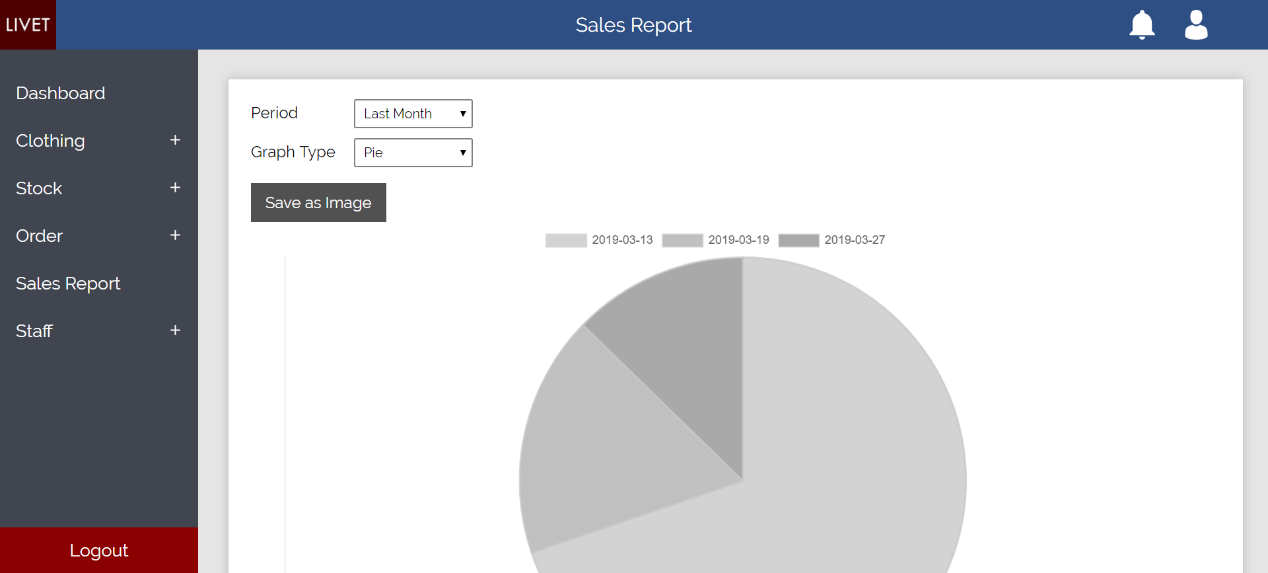 LIVET
Sales Report
Dashboard
Clothing +
Stock +
Order +
Sales Report
Staff +
Logout
Period Last Month
Graph Type Pie
Save as Image
2019-03-13 2019-03-19 2019-03-27